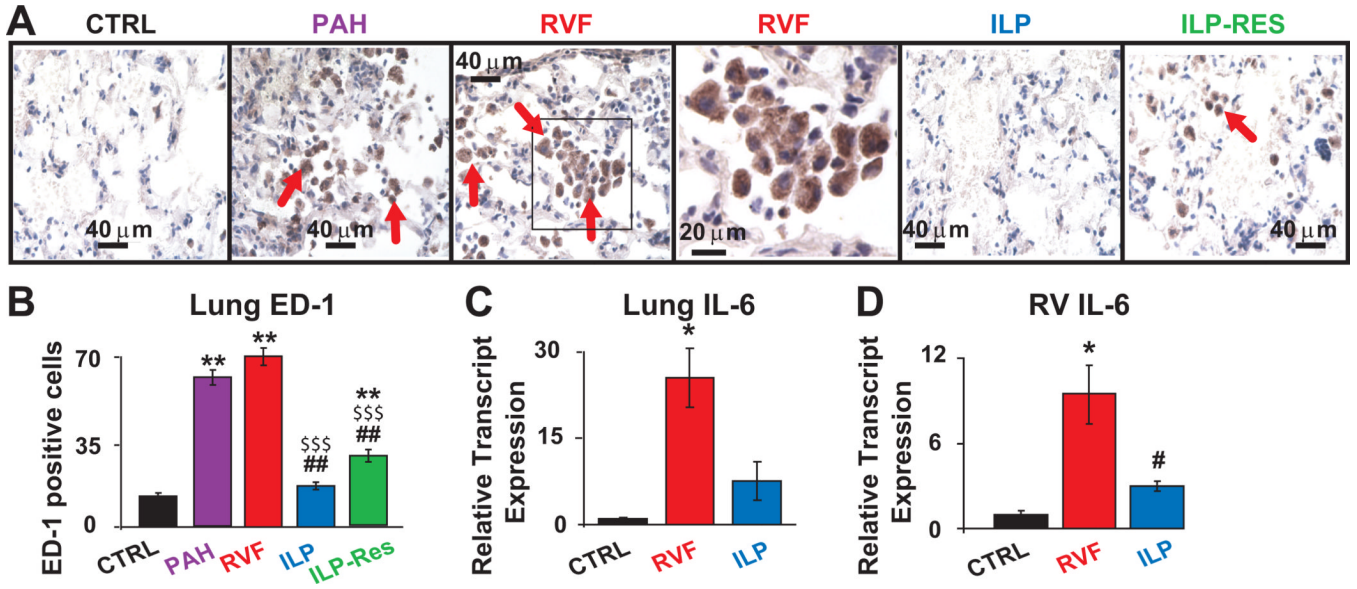 A CTRL PAH RVF RVF ILP ILP-RES
40 μm
40 μm
40 μm
20 μm
40 μm
40 μm
B Lung ED-1
ED-1 positive cells
70
35
0
**
**
$$$
##
**
$$$
##
CTRL PAH RVF ILP ILP-Res
C Lung IL-6
Relative Transcript
Expression
30
15
0
*
CTRL RVF ILP
D RV IL-6
Relative Transcript
Expression
12
6
0
*
#
CTRL RVF ILP